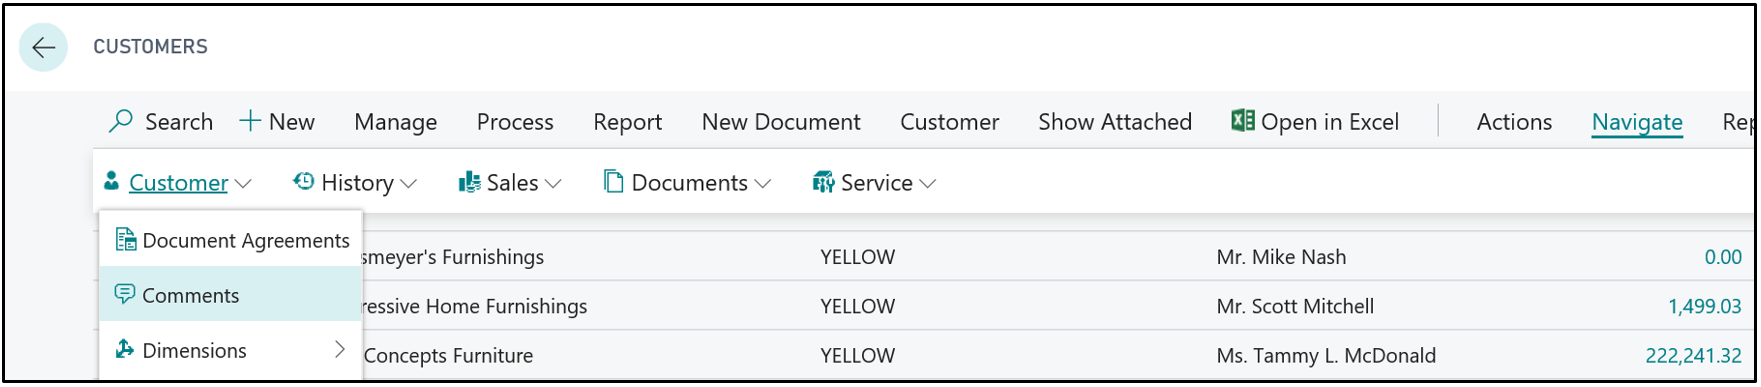 CUSTOMERS
Search New Manage Process Report New Document Customer Show Attached Open in Excel Actions Navigate
Customer History Sales Documents Service
Document Agreements
smeyer's Furnishings YELLOW Mr. Mike Nash 0.00
Comments
ressive Home Furnishings YELLOW Mr. Scott Mitchell 1,499.03
Dimensions
Concepts Furniture YELLOW Ms. Tammy L. McDonald 222,241.32